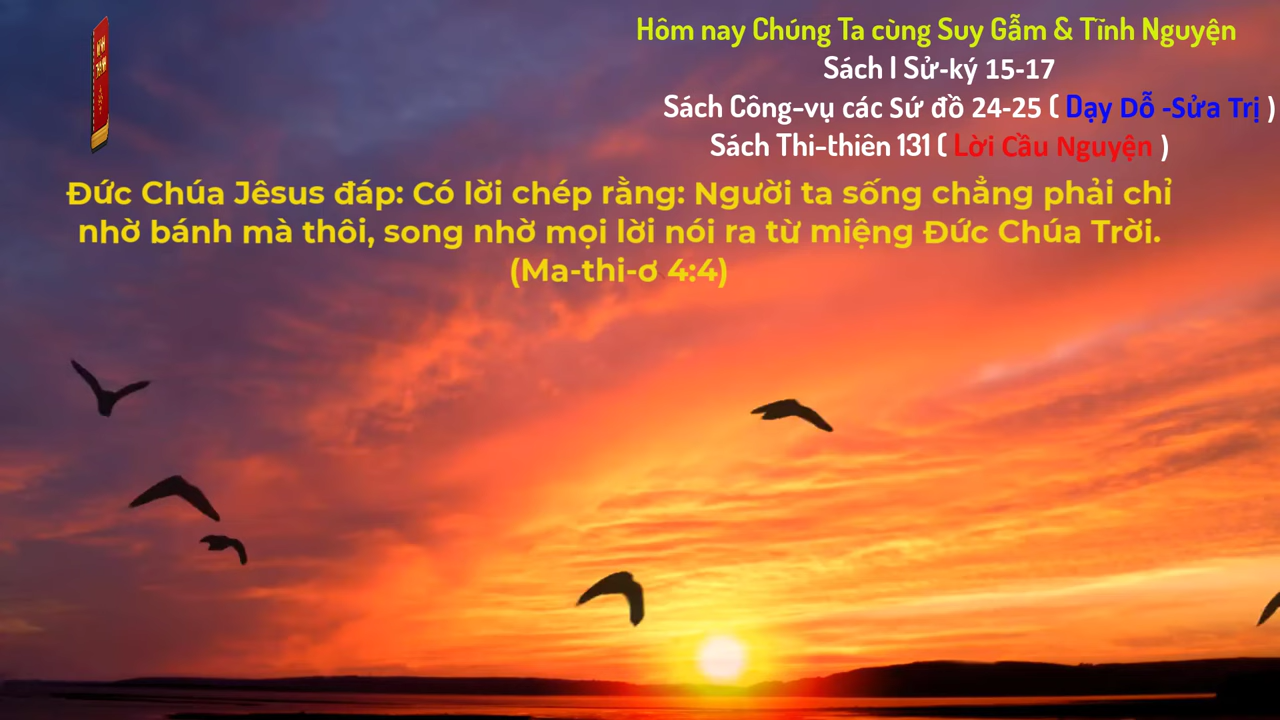 Hôm nay Chúng Ta cùng Suy Gẫm & Tĩnh Nguyện
Sách I Sử-ký 15-17
Sách Công-vụ các Sứ đồ 24-25 ( Dạy Dỗ -Sửa Trị )
Sách Thi-thiên 131 ( Lời Cầu Nguyện )
Đức Chúa Jêsus đáp: Có lời chép rằng: Người ta sống chẳng phải chỉ
nhờ bánh mà thôi, song nhờ mọi lời nói ra từ miệng Đức Chúa Trời.
(Ma-thi-ơ 4:4)